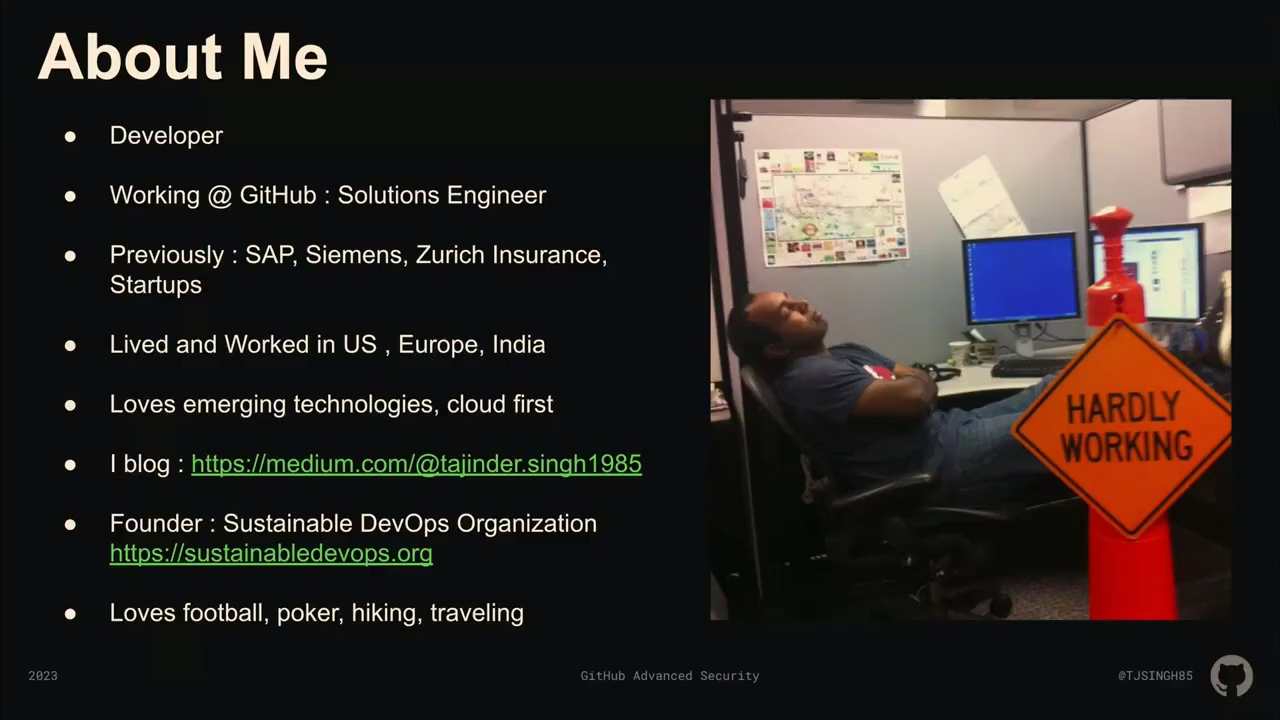 About Me
● Developer
● Working @ GitHub : Solutions Engineer
● Previously : SAP, Siemens, Zurich Insurance,
Startups
● Lived and Worked in US , Europe, India
● Loves emerging technologies, cloud first
● I blog : https://medium.com/@tajinder.singh1985
● Founder : Sustainable DevOps Organization
https://sustainabledevops.org
● Loves football, poker, hiking, traveling
HARDLY
WORKING
2023
GitHub Advanced Security
@TJSINGH85